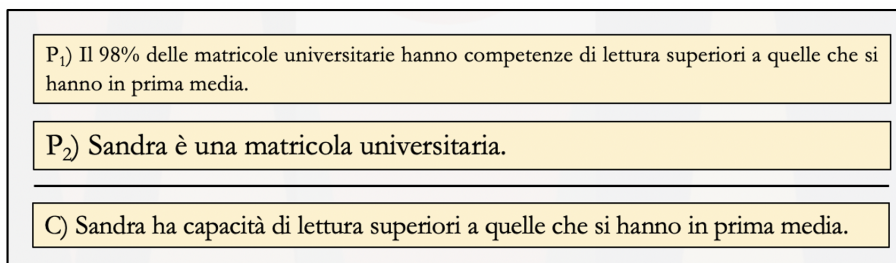 P₁) Il 98% delle matricole universitarie hanno competenze di lettura superiori a quelle che si
hanno in prima media.
P₂) Sandra è una matricola universitaria.
C) Sandra ha capacità di lettura superiori a quelle che si hanno in prima media.